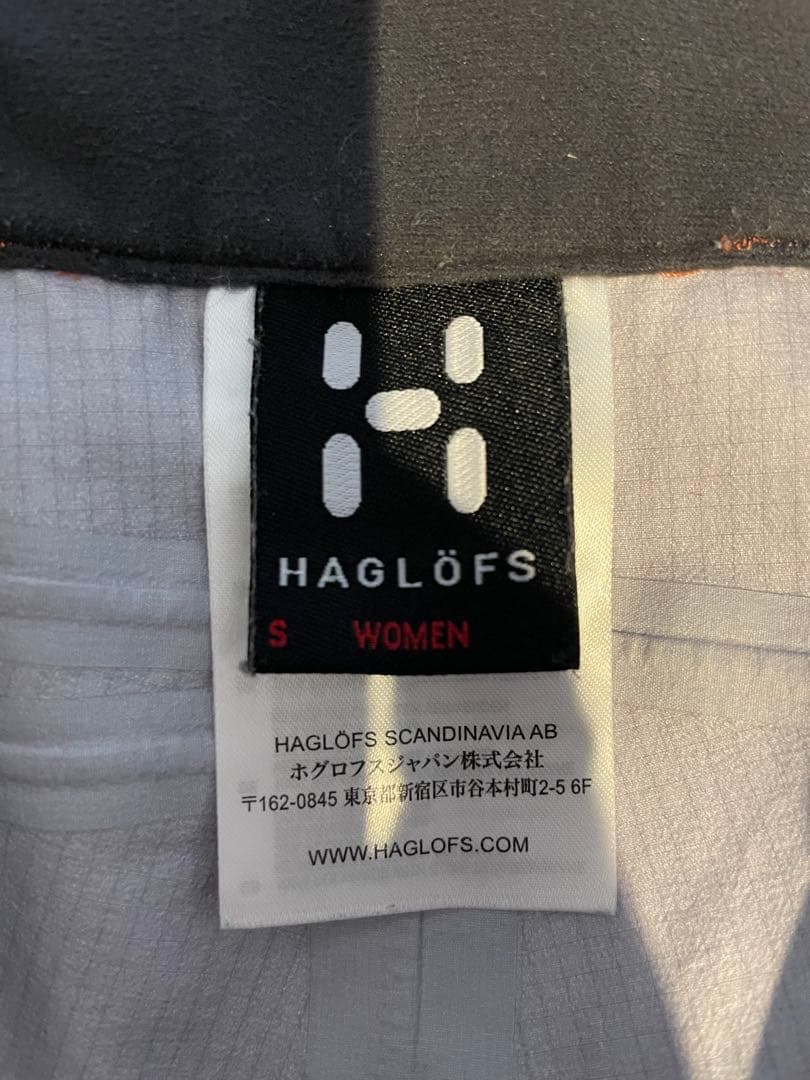 HAGLÖFS
S WOMEN
HAGLÖFS SCANDINAVIA AB
ホグロフスジャパン株式会社
〒162-0845 東京都新宿区市谷本村町2-5 6F
WWW.HAGLOFS.COM